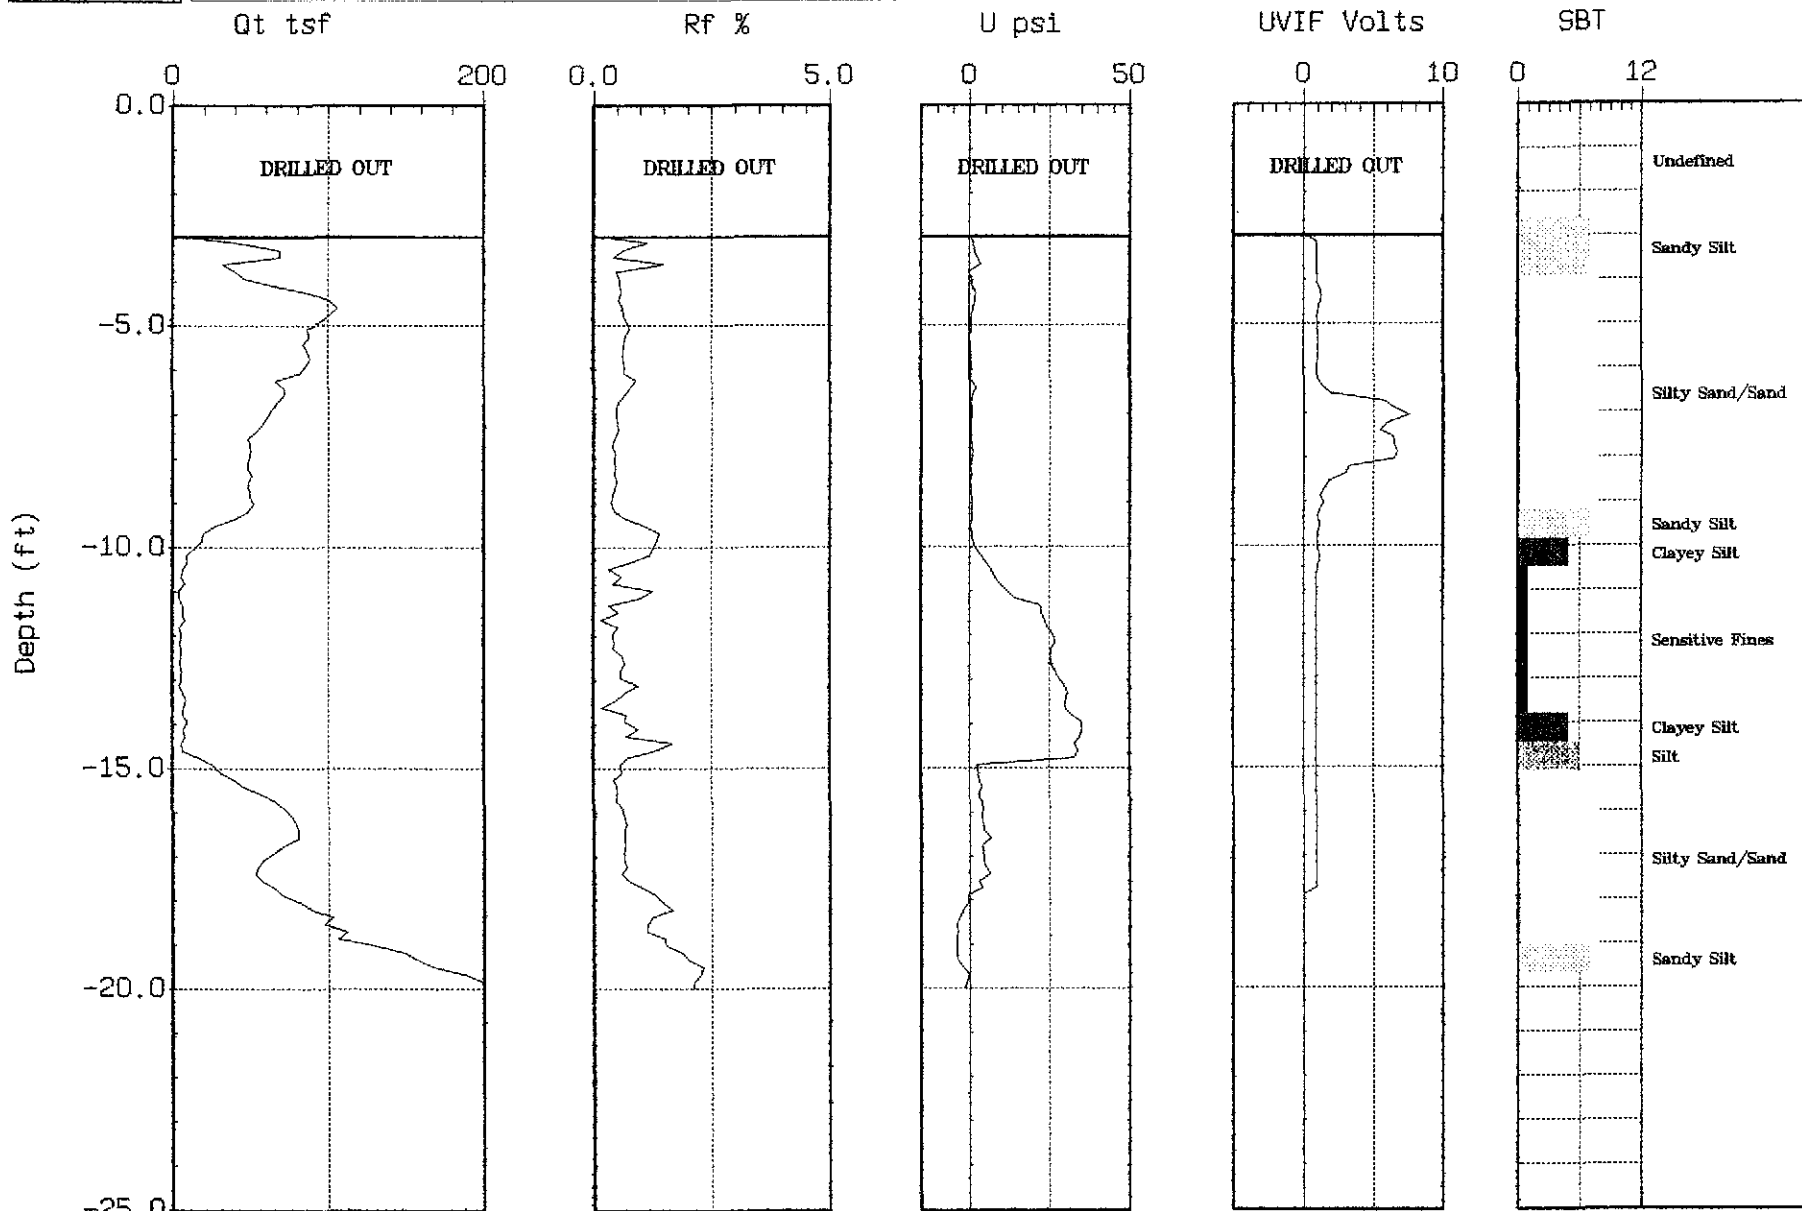 Qt tsf Rf % U psi UVIF Volts SBT
0 200 0.0 5.0 0 50 0 10 0 12
0.0
DRILLED OUT DRILLED OUT DRILLED OUT DRILLED OUT
Undefined
Sandy Silt
-5.0
Silty Sand/Sand
Sandy Silt
-10.0
Clayey Silt
Depth (ft)
Sensitive Fines
Clayey Silt
Silt
-15.0
Silty Sand/Sand
Sandy Silt
-20.0
-25.0